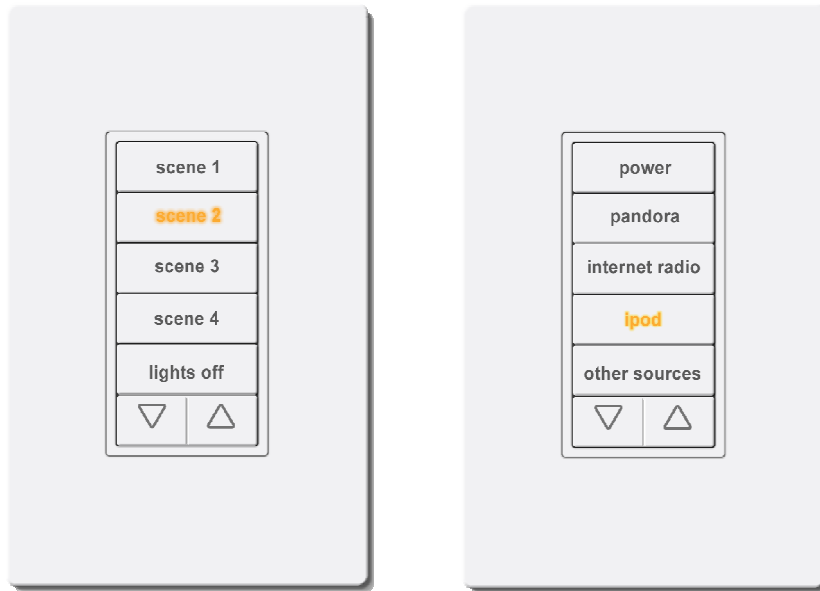 scene 1
scene 2
scene 3
scene 4
lights off
power
pandora
internet radio
ipod
other sources